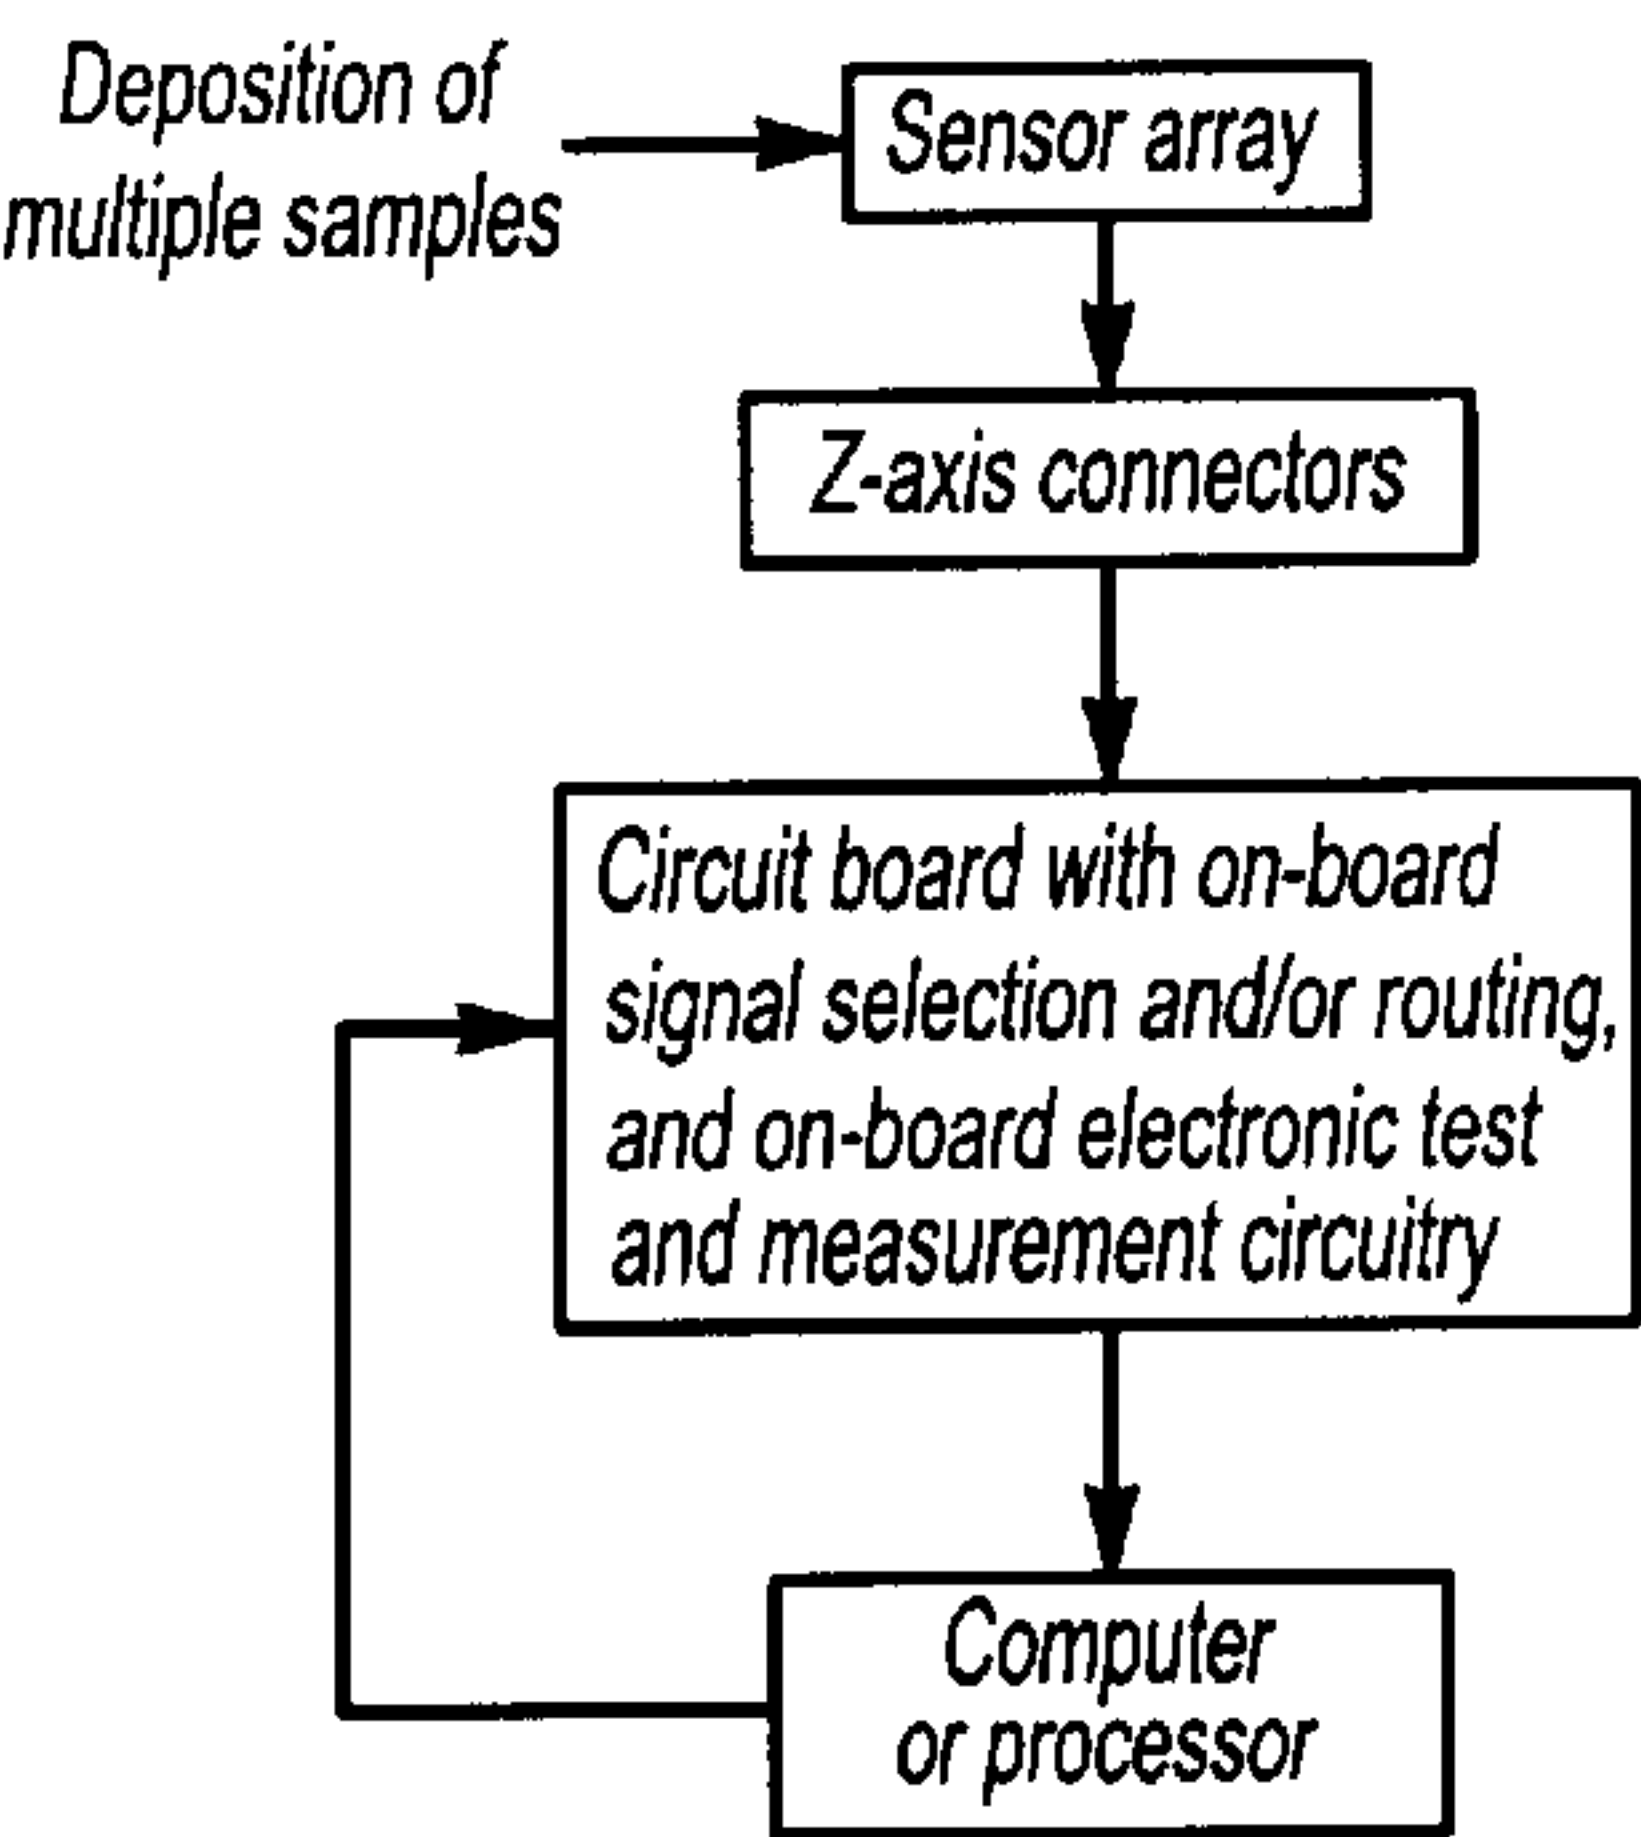 Deposition of
multiple samples
Sensor array
Z-axis connectors
Circuit board with on-board
signal selection and/or routing,
and on-board electronic test
and measurement circuitry
Computer
or processor